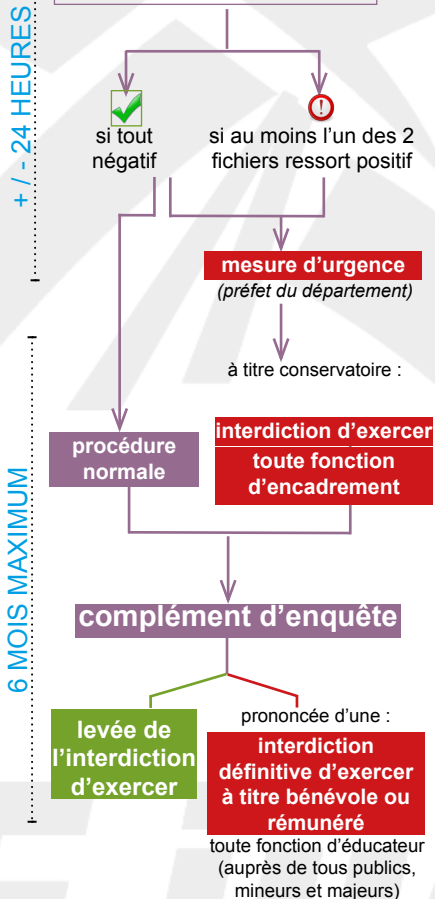 + / - 24 HEURES
si tout
négatif
si au moins l’un des 2
fichiers ressort positif
mesure d’urgence
(préfet du département)
à titre conservatoire :
6 MOIS MAXIMUM
procédure
normale
interdiction d’exercer
toute fonction
d’encadrement
complément d’enquête
levée de
l’interdiction
d’exercer
prononcée d’une :
interdiction
définitive d’exercer
à titre bénévole ou
rémunéré
toute fonction d’éducateur
(auprès de tous publics,
mineurs et majeurs)